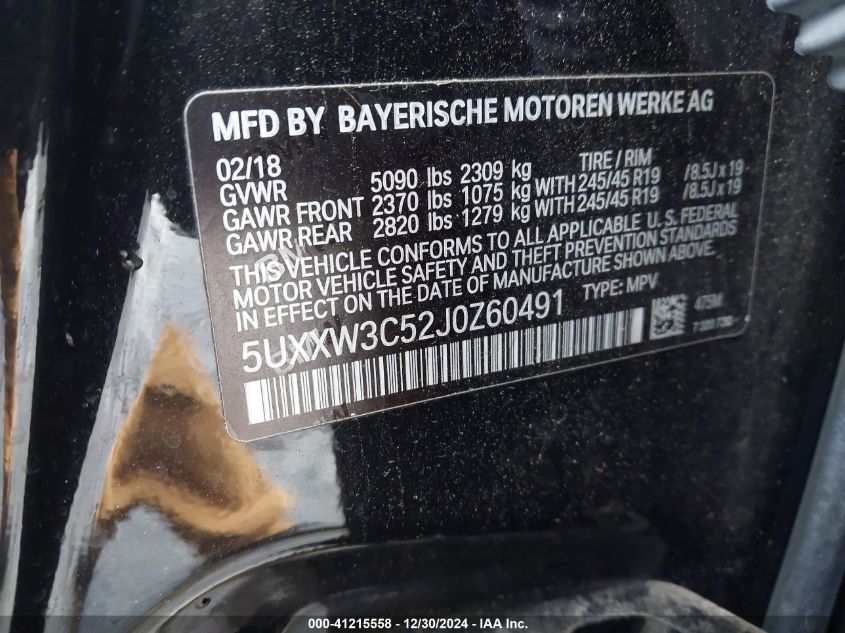 MFD BY BAYERISCHE MOTOREN WERKE AG
02/18 TIRE / RIM
GVWR 5090 lbs 2309 kg
GAWR FRONT 2370 lbs 1075 kg WITH 245/45 R19 /8.5J x 19
GAWR REAR 2820 lbs 1279 kg WITH 245/45 R19 /8.5J x 19
THIS VEHICLE CONFORMS TO ALL APPLICABLE U.S. FEDERAL
MOTOR VEHICLE SAFETY AND THEFT PREVENTION STANDARDS
IN EFFECT ON THE DATE OF MANUFACTURE SHOWN ABOVE.
5UXXW3C52J0Z60491 TYPE: MPV
475M
000-41215558 - 12/30/2024 - IAA Inc.